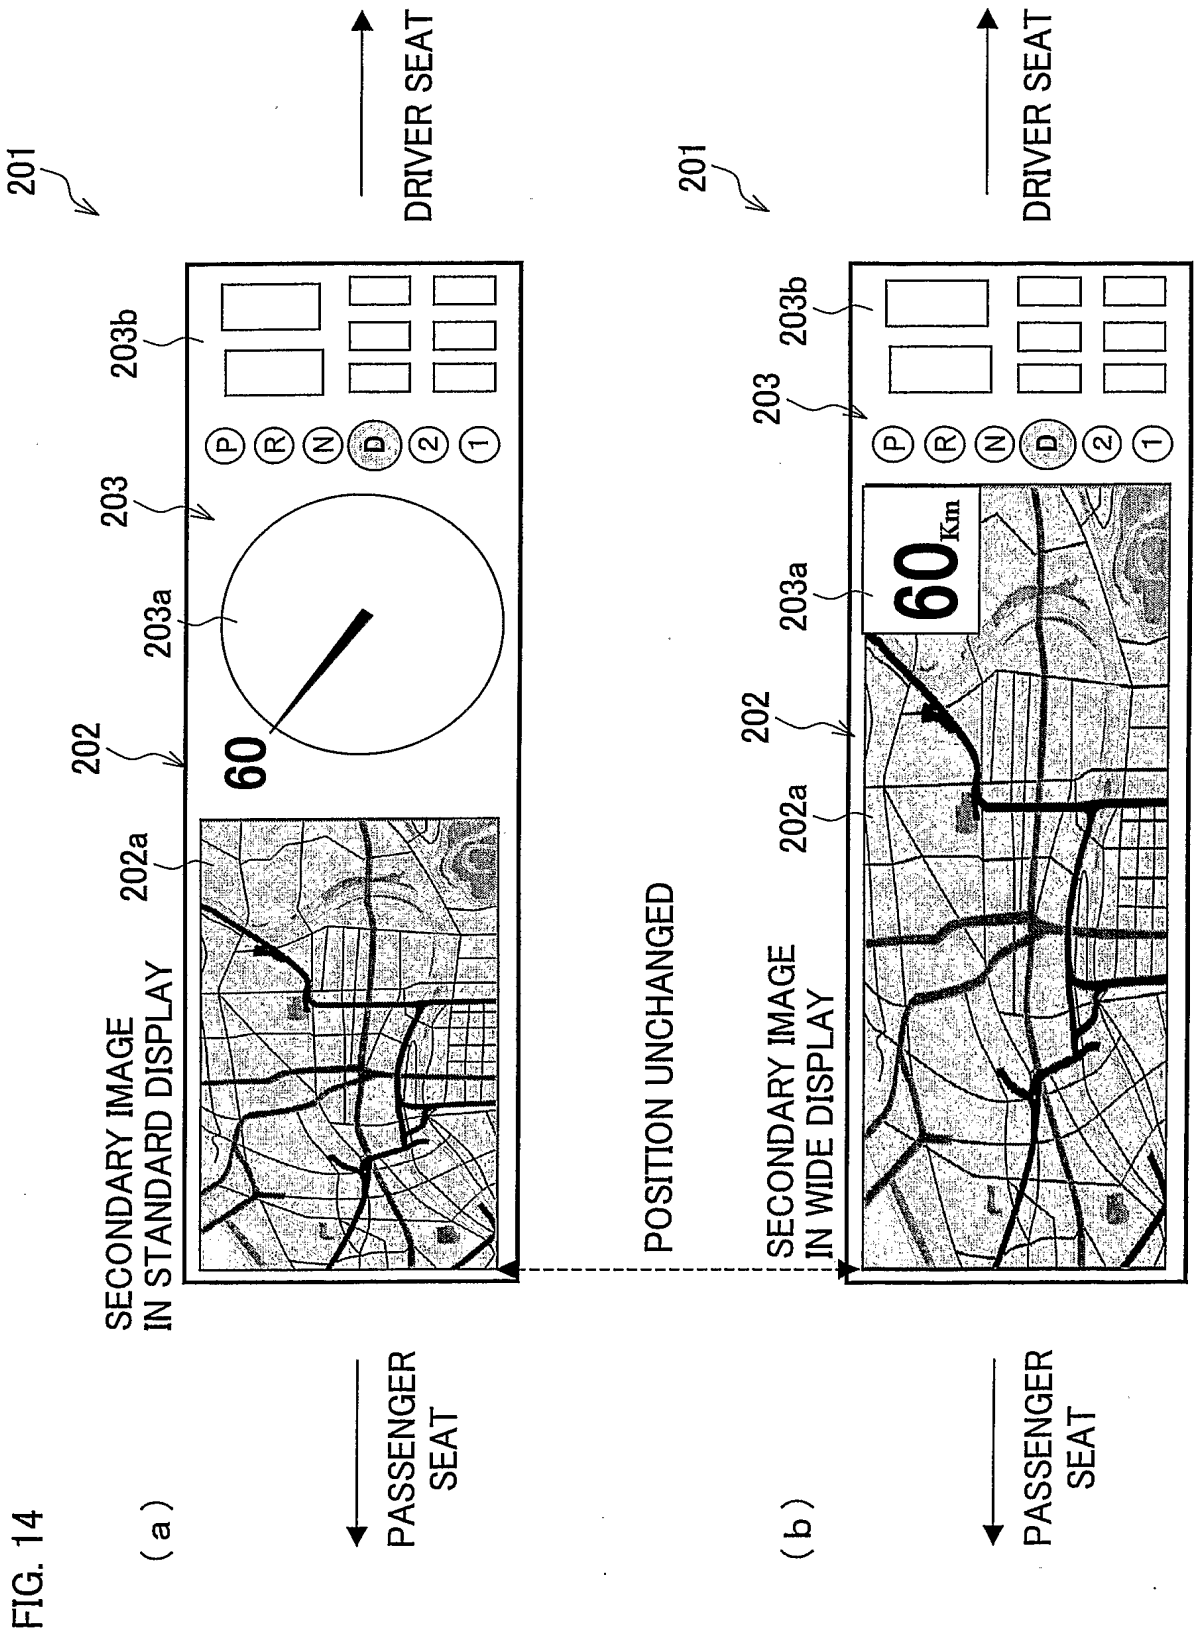 FIG. 14
(a)
SECONDARY IMAGE
IN STANDARD DISPLAY
202a
202
203a
203
203b
201
60
P
R
N
D
2
1
PASSENGER
SEAT
DRIVER SEAT
POSITION UNCHANGED
(b)
SECONDARY IMAGE
IN WIDE DISPLAY
202a
202
203a
203
203b
201
60Km
P
R
N
D
2
1
PASSENGER
SEAT
DRIVER SEAT